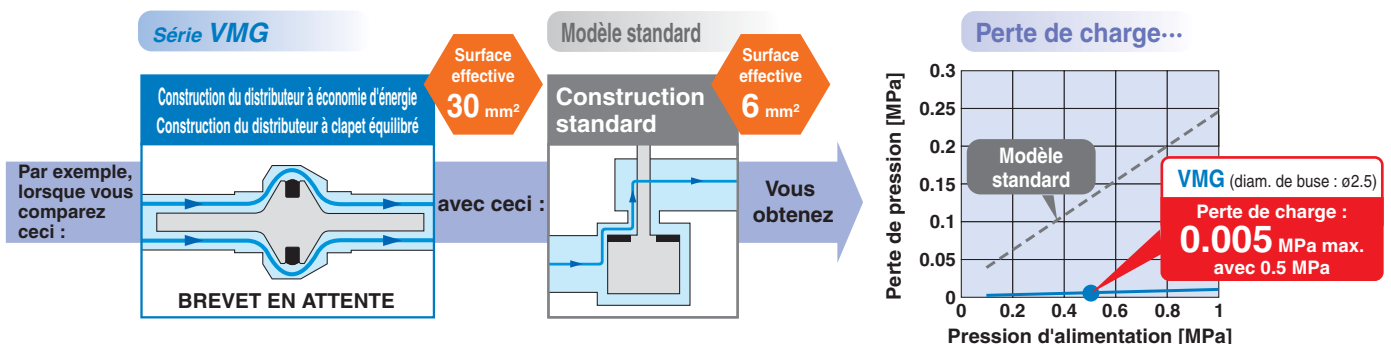 Série VMG
Modèle standard
Perte de charge···
Surface
effective
30 mm²
Surface
effective
6 mm²
Construction du distributeur à économie d'énergie
Construction du distributeur à clapet équilibré
Construction
standard
Par exemple,
lorsque vous
comparez
ceci :
avec ceci :
Vous
obtenez
BREVET EN ATTENTE
Perte de pression [MPa]
0.3
0.25
0.2
0.15
0.1
0.05
0
Modèle
standard
VMG (diam. de buse : ø2.5)
Perte de charge :
0.005 MPa max.
avec 0.5 MPa
0 0.2 0.4 0.6 0.8 1
Pression d'alimentation [MPa]